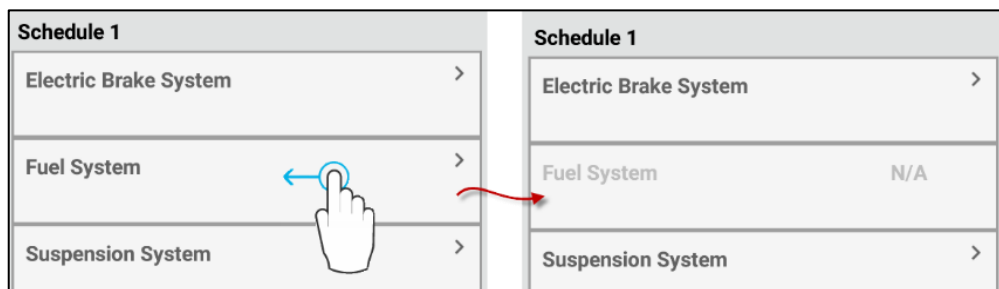 Schedule 1
Electric Brake System
Fuel System
Suspension System
Schedule 1
Electric Brake System
Fuel System N/A
Suspension System